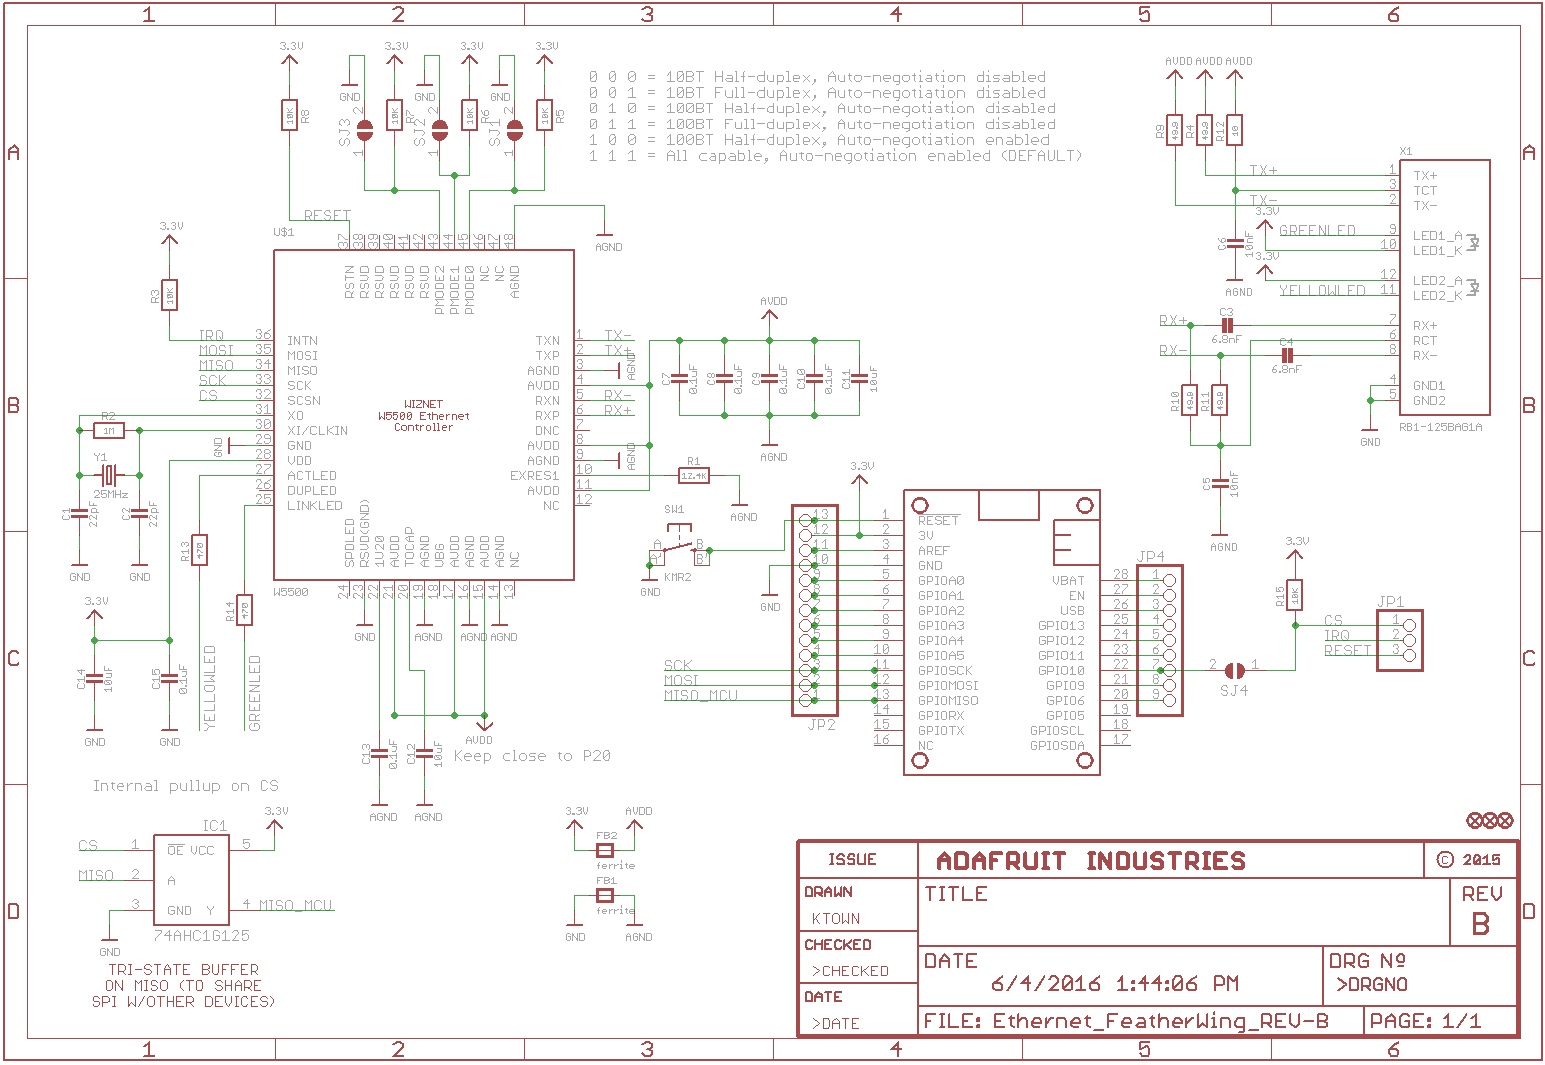 1 2 3 4 5 6
A
B
C
D
A
B
C
D
1 2 3 4 5 6
3.3V
3.3V
3.3V
3.3V
GND
GND
GND
10K
R8
10K
R7
10K
R6
10K
R5
SJ3
2
1
SJ2
2
1
SJ1
2
1
0 0 0 = 10BT Half-duplex, Auto-negotiation disabled
0 0 1 = 10BT Full-duplex, Auto-negotiation disabled
0 1 0 = 100BT Half-duplex, Auto-negotiation disabled
0 1 1 = 100BT Full-duplex, Auto-negotiation disabled
1 0 0 = 100BT Half-duplex, Auto-negotiation enabled
1 1 1 = All capable, Auto-negotiation enabled (DEFAULT)
RESET
AGND
U$1
37 38 39 40 41 42 43 44 45 46 47 48
RSTN
RSVD
RSVD
RSVD
RSVD
RSVD
PMODE2
PMODE1
PMODE0
NC
NC
AGND
3.3V
R3
10K
IRQ 36 INTN
MOSI 35 MOSI
MISO 34 MISO
SCK 33 SCK
CS 32 SCSN
31 XO
30 XI/CLKIN
GND 29 GND
28 VDD
27 ACTLED
26 DUPLED
25 LINKLED
WIZNET
W5500 Ethernet
Controller
TXN 1 TX-
TXP 2 TX+
AGND 3 AGND
AVDD 4
RXN 5 RX-
RXP 6 RX+
DNC 7
AVDD 8
AGND 9 AGND
EXRES1 10
AVDD 11
NC 12
SPDLED
RSVD(GND)
1V20
AVDD
TOCAP
AGND
VBG
AVDD
AGND
AVDD
AGND
NC
24 23 22 21 20 19 18 17 16 15 14 13
W5500
GND
AGND
AGND
AGND
R2
1M
Y1
25MHz
C1
22pF
C2
22pF
GND
GND
R13
470
R14
470
YELLOWLED
GREENLED
3.3V
C14
10uF
C15
0.1uF
GND
GND
AVDD
C13
0.1uF
C12
10uF
AGND
AGND
Keep close to P20
AVDD
C7
0.1uF
C8
0.1uF
C9
0.1uF
C10
0.1uF
C11
10uF
AGND
R1
12.4K
AGND
SW1
A
A'
B
B'
KMR2
GND
3.3V
GND
13
12
11
10
9
8
7
6
5
4
3
2
1
JP2
SCK
MOSI
MISO_MCU
1 RESET
2 3V
3 AREF
4 GND
5 GPIOA0
6 GPIOA1
7 GPIOA2
8 GPIOA3
9 GPIOA4
10 GPIOA5
11 GPIOSCK
12 GPIOMOSI
13 GPIOMISO
14 GPIORX
15 GPIOTX
16 NC
VBAT 28
EN 27
USB 26
GPIO13 25
GPIO12 24
GPIO11 23
GPIO10 22
GPIO9 21
GPIO6 20
GPIO5 19
GPIOSCL 18
GPIOSDA 17
JP4
1
2
3
4
5
6
7
8
9
2 1
SJ4
3.3V
R15
10K
JP1
CS 1
IRQ 2
RESET 3
AVDD AVDD AVDD
R9
49.9
R4
49.9
R12
10
X1
TX+ 1 TX+
3 TCT
TX- 2 TX-
3.3V
GREENLED 9 LED1_A
10 LED1_K
3.3V
12 LED2_A
YELLOWLED 11 LED2_K
C6
10nF
AGND
RX+ 7 RX+
6 RCT
RX- 8 RX-
C3
6.8nF
C4
6.8nF
4 GND1
5 GND2
RB1-125BAG1A
GND
R10
49.9
R11
49.9
C5
10nF
AGND
Internal pullup on CS
IC1
3.3V
CS 1 OE VCC 5
MISO 2 A
3 GND Y 4 MISO_MCU
GND
74AHC1G125
TRI-STATE BUFFER
ON MISO (TO SHARE
SPI W/OTHER DEVICES)
3.3V AVDD
FB2
ferrite
FB1
ferrite
GND AGND
ISSUE
ADAFRUIT INDUSTRIES
© 2015
DRAWN
KTOWN
TITLE
REV
B
CHECKED
>CHECKED
DATE
6/4/2016 1:44:06 PM
DRG Nº
>DRGNO
DATE
>DATE
FILE: Ethernet_FeatherWing_REV-B
PAGE: 1/1